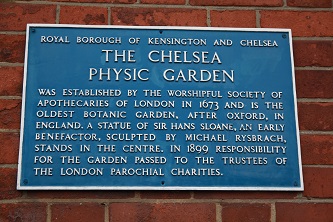 ROYAL BOROUGH OF KENSINGTON AND CHELSEA
THE CHELSEA
PHYSIC GARDEN
WAS ESTABLISHED BY THE WORSHIPFUL SOCIETY OF
APOTHECARIES OF LONDON IN 1673 AND IS THE
OLDEST BOTANIC GARDEN, AFTER OXFORD, IN
ENGLAND. A STATUE OF SIR HANS SLOANE, AN EARLY
BENEFACTOR, SCULPTED BY MICHAEL RYSBRACH,
STANDS IN THE CENTRE. IN 1899 RESPONSIBILITY
FOR THE GARDEN PASSED TO THE TRUSTEES OF
THE LONDON PAROCHIAL CHARITIES.